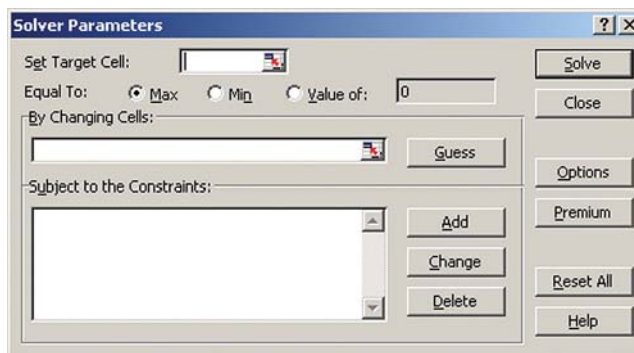 Solver Parameters
Set Target Cell:
Solve
Equal To: Max Min Value of: 0
Close
By Changing Cells:
Guess
Options
Subject to the Constraints:
Premium
Add
Change
Reset All
Delete
Help